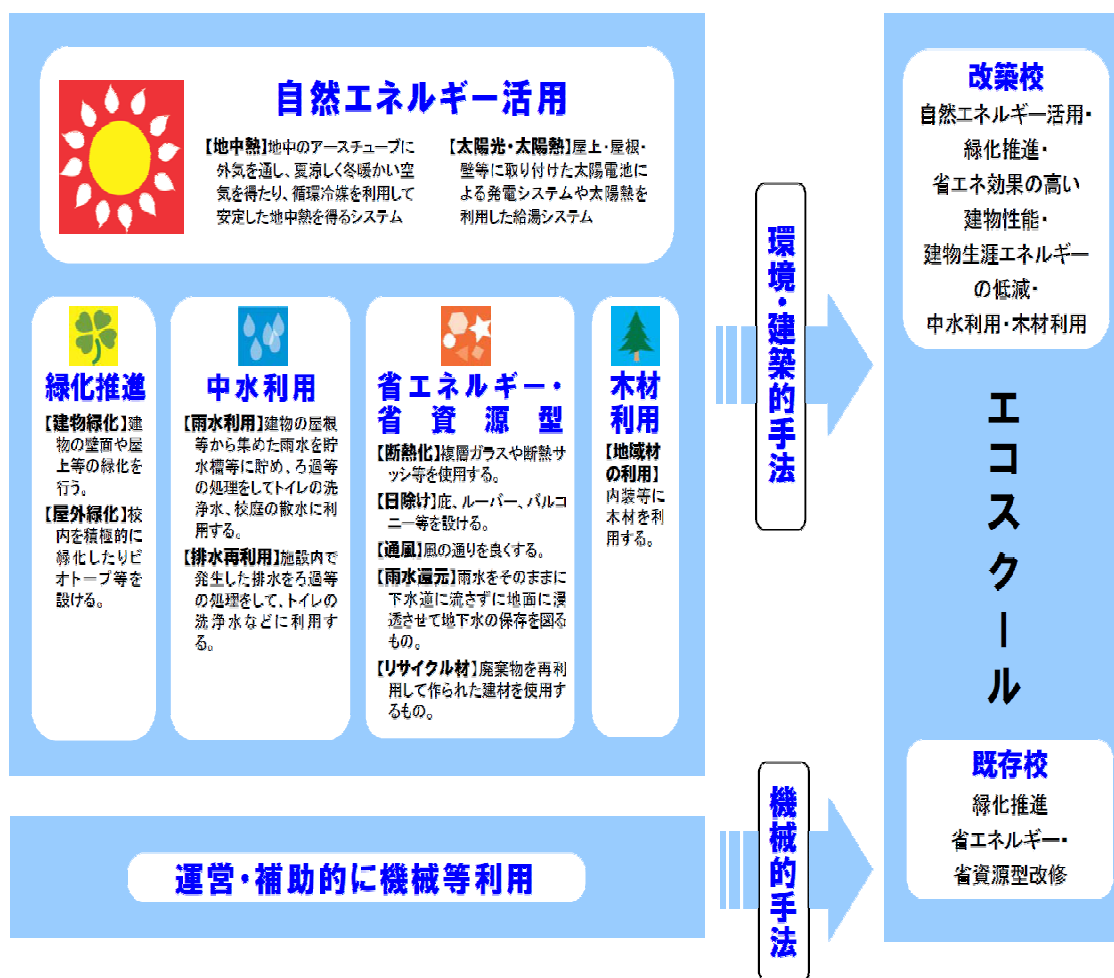 自然エネルギー活用
【地中熱】地中のアースチューブに
外気を通し、夏涼しく冬暖かい空
気を得たり、循環冷媒を利用して
安定した地中熱を得るシステム
【太陽光・太陽熱】屋上・屋根・
壁等に取り付けた太陽電池に
よる発電システムや太陽熱を
利用した給湯システム
緑化推進
【建物緑化】建
物の壁面や屋
上等の緑化を
行う。
【屋外緑化】校
内を積極的に
緑化したりビ
オトープ等を
設ける。
中水利用
【雨水利用】建物の屋根
等から集めた雨水を貯
水槽等に貯め、ろ過等
の処理をしてトイレの洗
浄水、校庭の散水に利
用する。
【排水再利用】施設内で
発生した排水をろ過等
の処理をして、トイレの
洗浄水などに利用す
る。
省エネルギー・
省資源型
【断熱化】複層ガラスや断熱サ
ッシ等を使用する。
【日除け】庇、ルーバー、バルコ
ニー等を設ける。
【通風】風の通りを良くする。
【雨水還元】雨水をそのままに
下水道に流さずに地面に浸
透させて地下水の保存を図る
もの。
【リサイクル材】廃棄物を再利
用して作られた建材を使用す
るもの。
木材
利用
【地域材
の利用】
内装等に
木材を利
用する。
運営・補助的に機械等利用
環境・建築的手法
機械的手法
改築校
自然エネルギー活用・
緑化推進・
省エネ効果の高い
建物性能・
建物生涯エネルギー
の低減・
中水利用・木材利用
エコスクール
既存校
緑化推進
省エネルギー・
省資源型改修